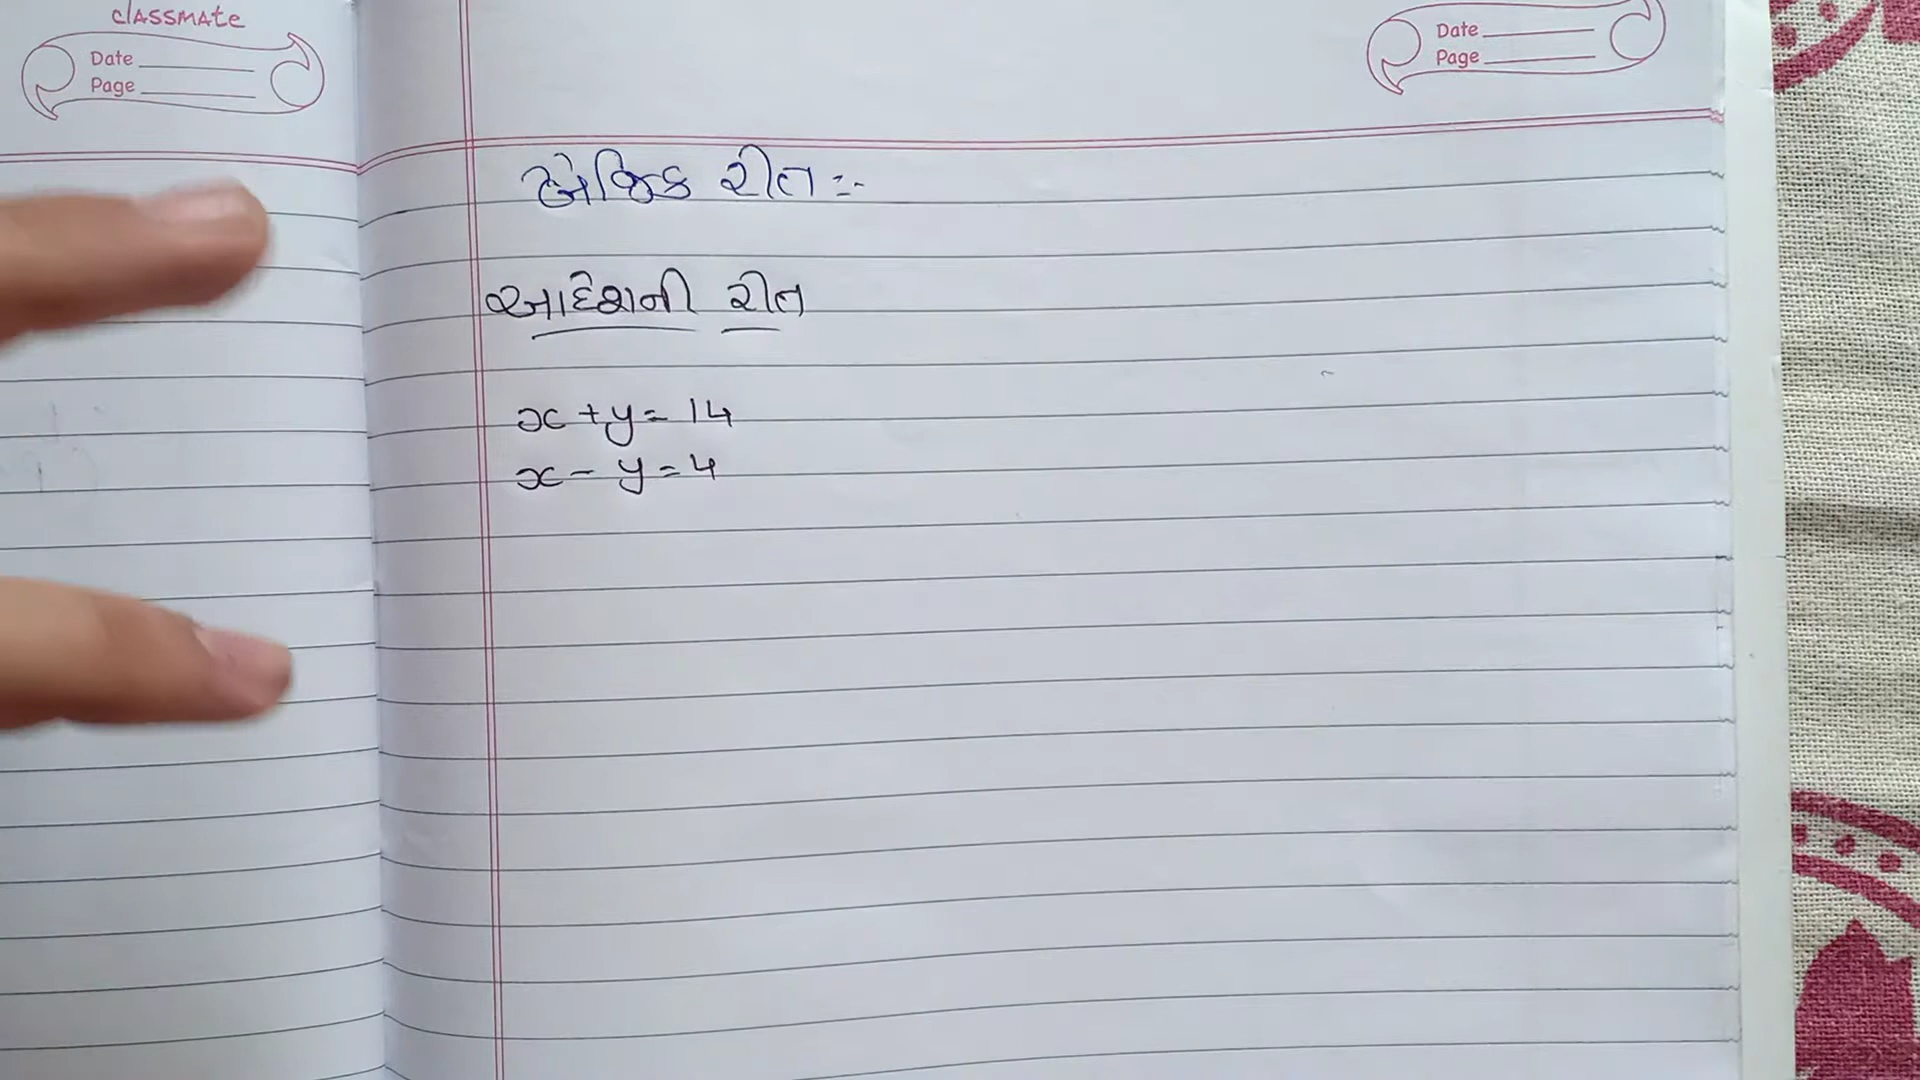 classmate
Date
Page
Date
Page
બૈજિક રીત :-
આદેશની રીત
x + y = 14
x - y = 4